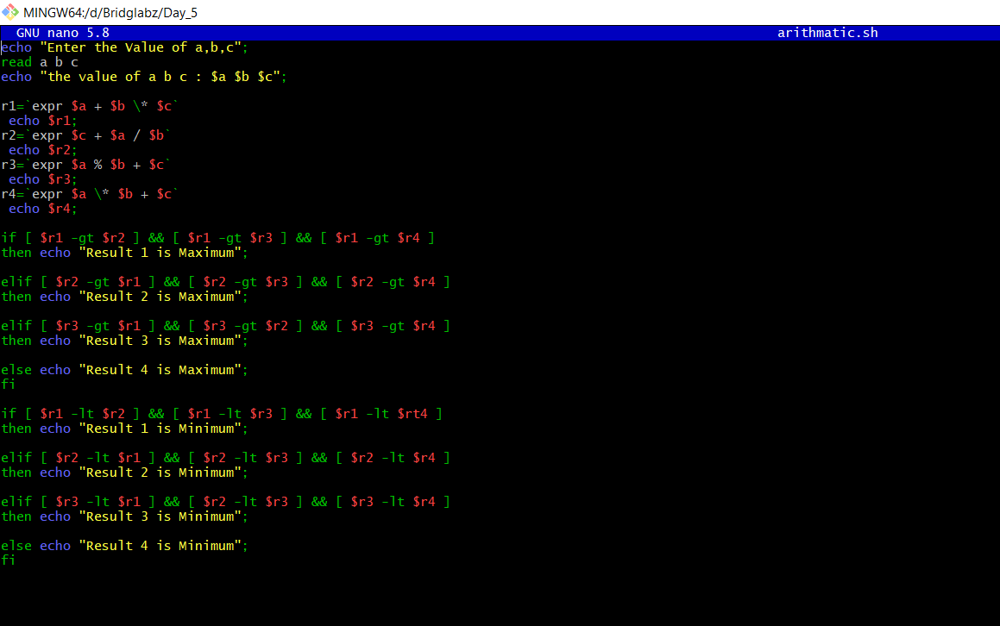 MINGW64:/d/Bridglabz/Day_5
GNU nano 5.8 arithmatic.sh
echo "Enter the Value of a,b,c";
read a b c
echo "the value of a b c : $a $b $c";
r1=`expr $a + $b \* $c`
echo $r1;
r2=`expr $c + $a / $b`
echo $r2;
r3=`expr $a % $b + $c`
echo $r3;
r4=`expr $a \* $b + $c`
echo $r4;
if [ $r1 -gt $r2 ] && [ $r1 -gt $r3 ] && [ $r1 -gt $r4 ]
then echo "Result 1 is Maximum";
elif [ $r2 -gt $r1 ] && [ $r2 -gt $r3 ] && [ $r2 -gt $r4 ]
then echo "Result 2 is Maximum";
elif [ $r3 -gt $r1 ] && [ $r3 -gt $r2 ] && [ $r3 -gt $r4 ]
then echo "Result 3 is Maximum";
else echo "Result 4 is Maximum";
fi
if [ $r1 -lt $r2 ] && [ $r1 -lt $r3 ] && [ $r1 -lt $rt4 ]
then echo "Result 1 is Minimum";
elif [ $r2 -lt $r1 ] && [ $r2 -lt $r3 ] && [ $r2 -lt $r4 ]
then echo "Result 2 is Minimum";
elif [ $r3 -lt $r1 ] && [ $r2 -lt $r3 ] && [ $r3 -lt $r4 ]
then echo "Result 3 is Minimum";
else echo "Result 4 is Minimum";
fi